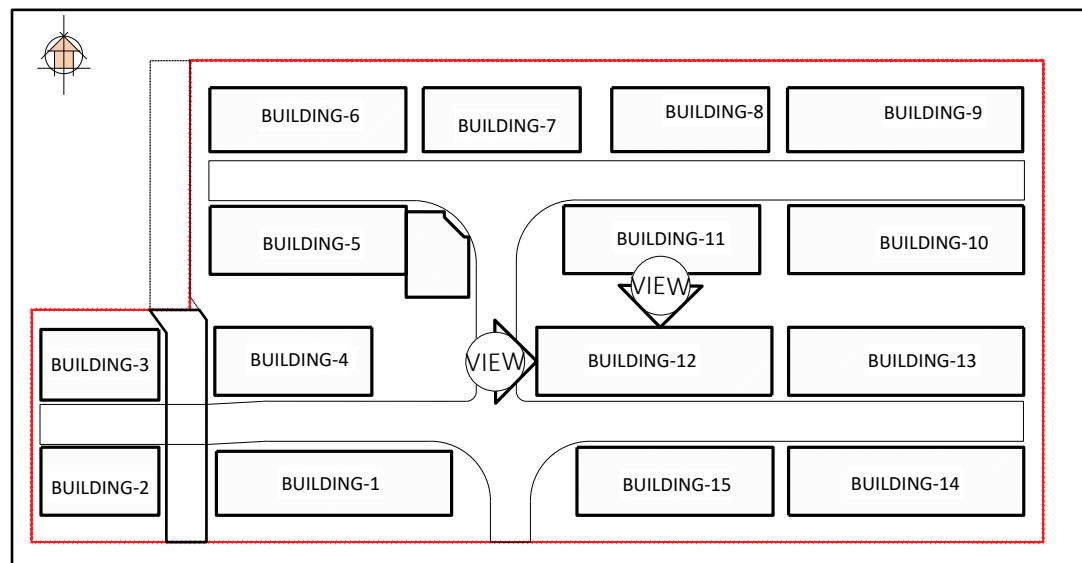 BUILDING-6
BUILDING-7
BUILDING-8
BUILDING-9
BUILDING-5
BUILDING-11
BUILDING-10
VIEW
BUILDING-3
BUILDING-4
VIEW
BUILDING-12
BUILDING-13
BUILDING-2
BUILDING-1
BUILDING-15
BUILDING-14